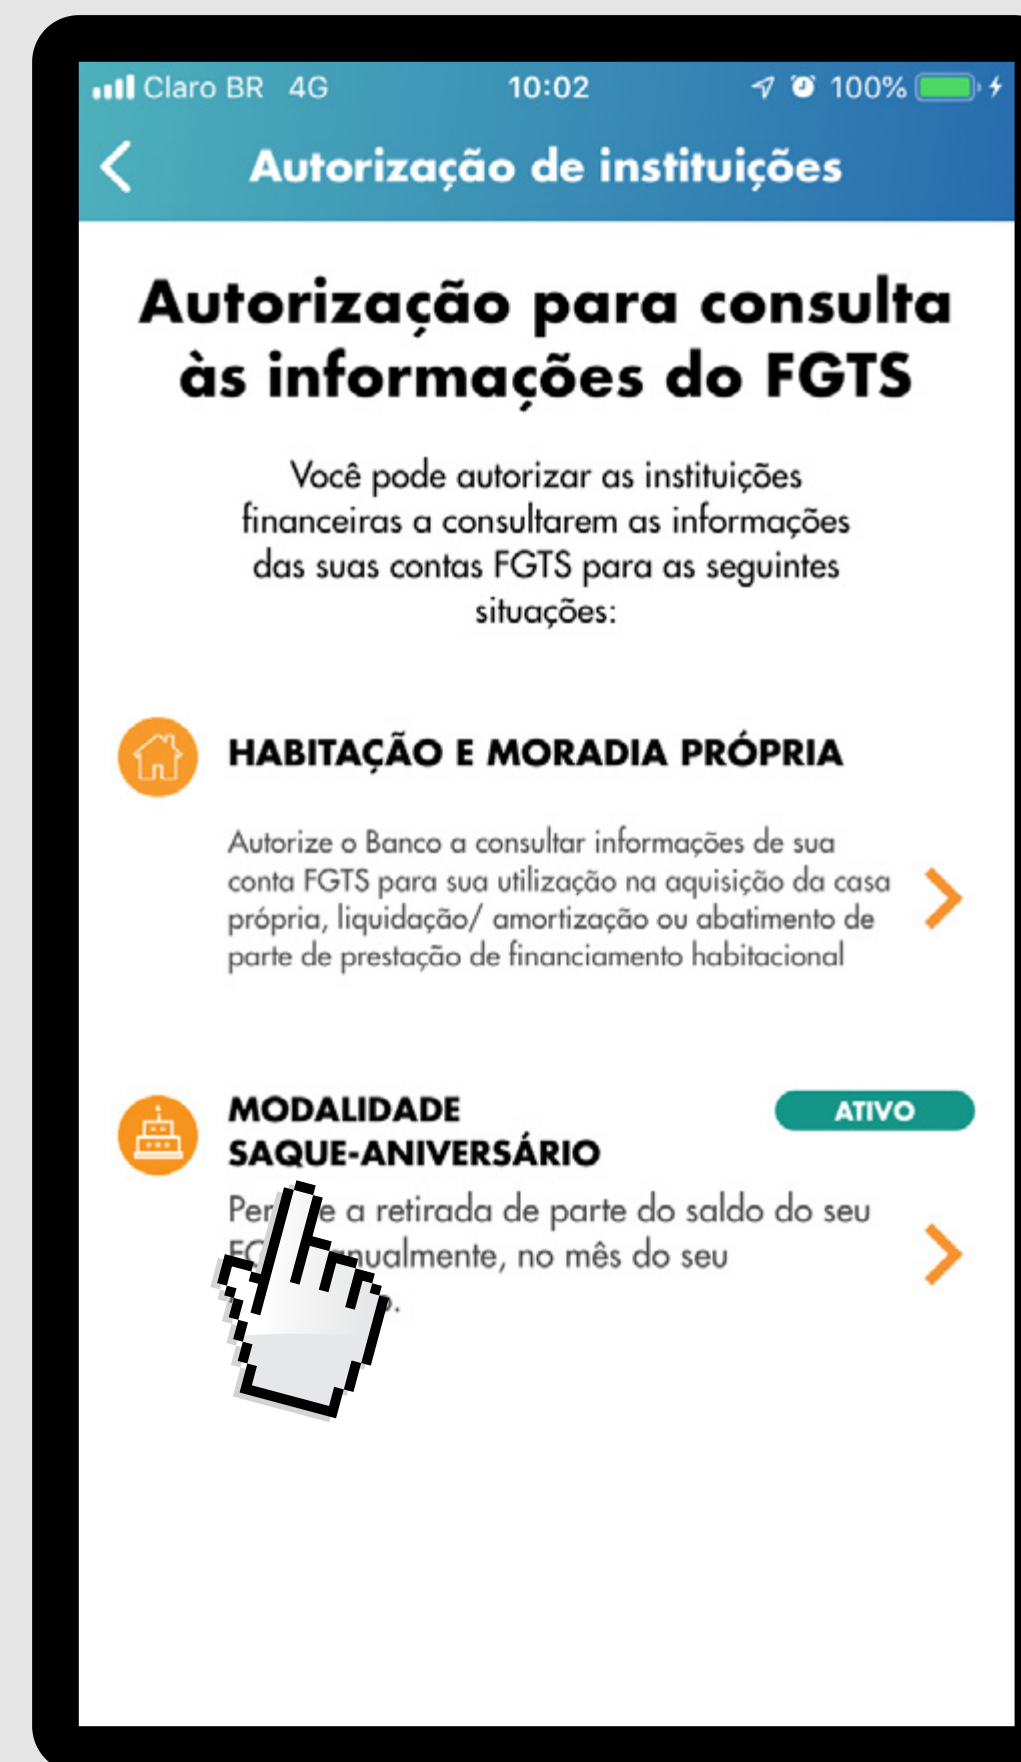 Claro BR 4G 10:02 100%
Autorização de instituições
Autorização para consulta
às informações do FGTS
Você pode autorizar as instituições
financeiras a consultarem as informações
das suas contas FGTS para as seguintes
situações:
HABITAÇÃO E MORADIA PRÓPRIA
Autorize o Banco a consultar informações de sua
conta FGTS para sua utilização na aquisição da casa
própria, liquidação/ amortização ou abatimento de
parte de prestação de financiamento habitacional
MODALIDADE ATIVO
SAQUE-ANIVERSÁRIO
a retirada de parte do saldo do seu
anualmente, no mês do seu